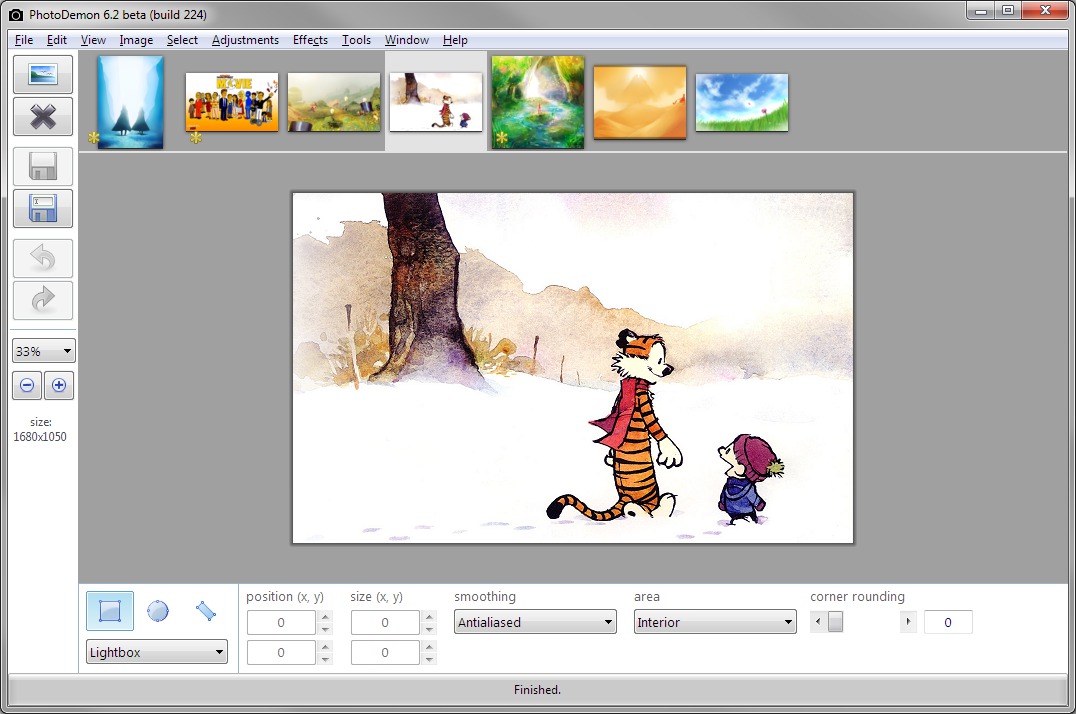 PhotoDemon 6.2 beta (build 224)
File Edit View Image Select Adjustments Effects Tools Window Help
MOVIE
33%
size:
1680x1050
position (x, y) size (x, y) smoothing area corner rounding
0 0 Antialiased Interior 0
0 0
Lightbox
Finished.